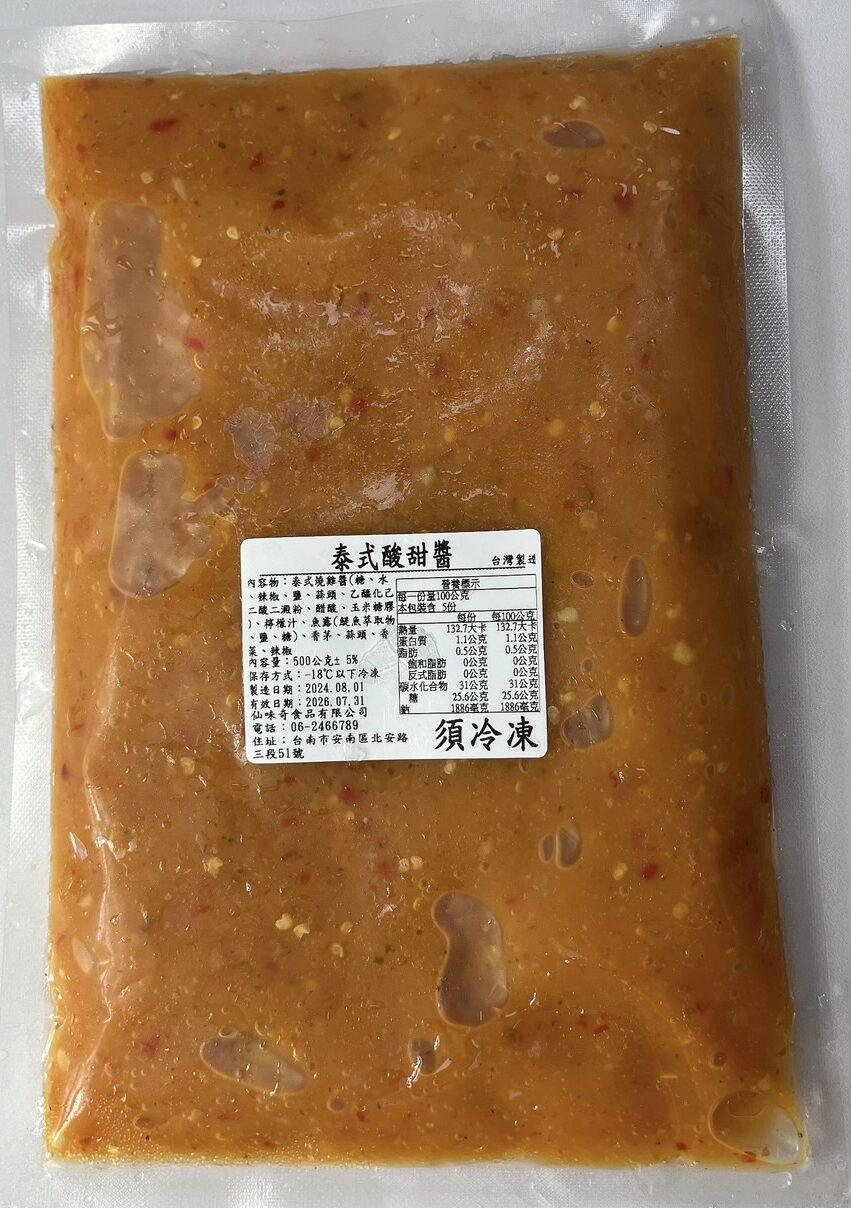 泰式酸甜醬 台灣製造
內容物：泰式燒雞醬(糖、水
、辣椒、鹽、蒜頭、乙醯化己
二酸二澱粉、醋酸、玉米糖膠
)、檸檬汁、魚露(鯷魚萃取物
、鹽、糖)、香茅、蒜頭、香
菜、辣椒
內容量：500公克± 5%
保存方式：-18℃以下冷凍
製造日期：2024.08.01
有效日期：2026.07.31
仙味奇食品有限公司
電話：06-2466789
住址：台南市安南區北安路
三段51號
營養標示
每一份量100公克
本包裝含 5份
每份 每100公克
熱量 132.7大卡 132.7大卡
蛋白質 1.1公克 1.1公克
脂肪 0.5公克 0.5公克
飽和脂肪 0公克 0公克
反式脂肪 0公克 0公克
碳水化合物 31公克 31公克
糖 25.6公克 25.6公克
鈉 1886毫克 1886毫克
須冷凍